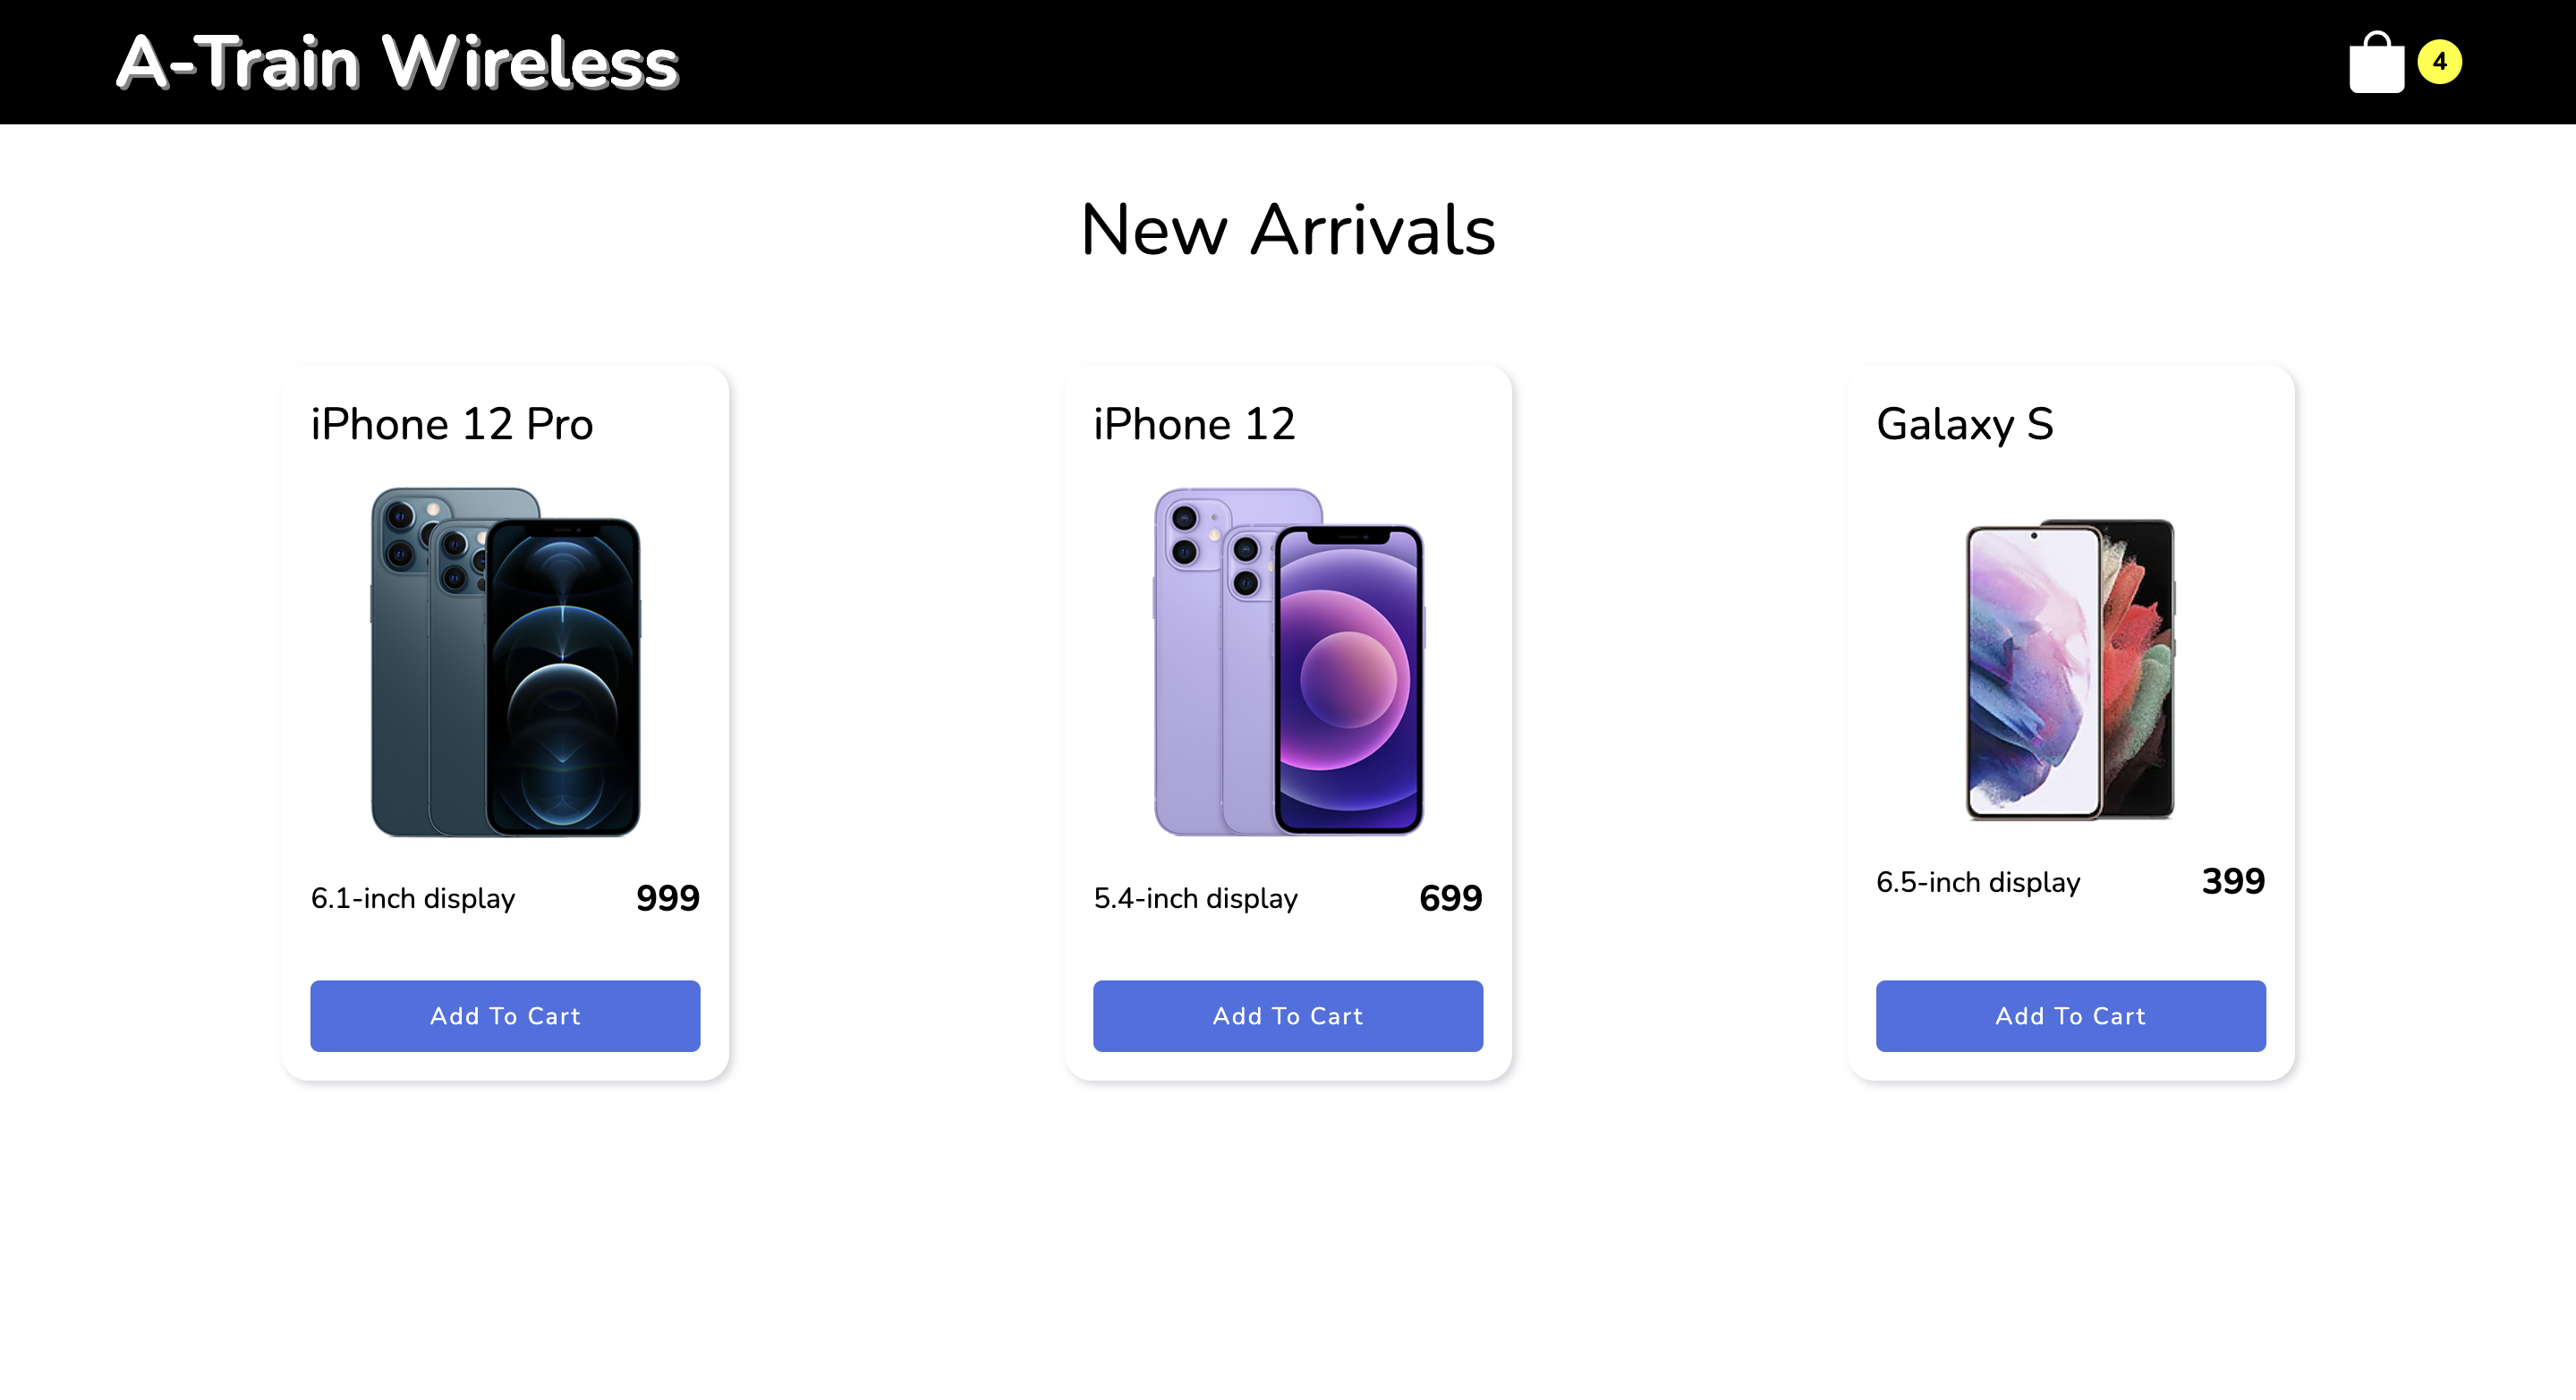 A-Train Wireless
4
New Arrivals
iPhone 12 Pro
6.1-inch display 999
Add To Cart
iPhone 12
5.4-inch display 699
Add To Cart
Galaxy S
6.5-inch display 399
Add To Cart